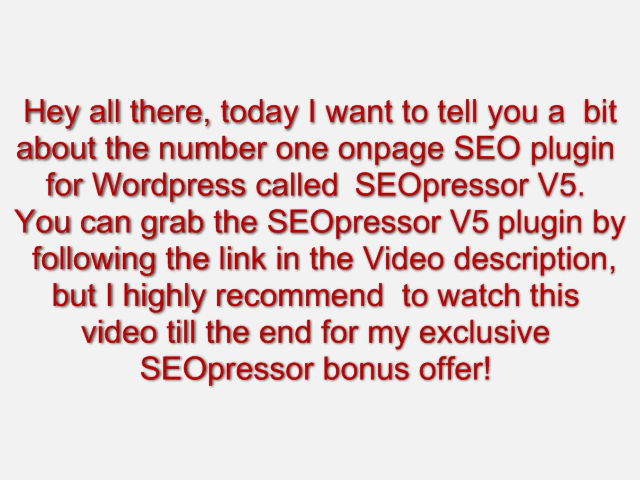 Hey all there, today I want to tell you a  bit
about the number one onpage SEO plugin
for Wordpress called  SEOpressor V5.
You can grab the SEOpressor V5 plugin by
following the link in the Video description,
but I highly recommend  to watch this
video till the end for my exclusive
SEOpressor bonus offer!